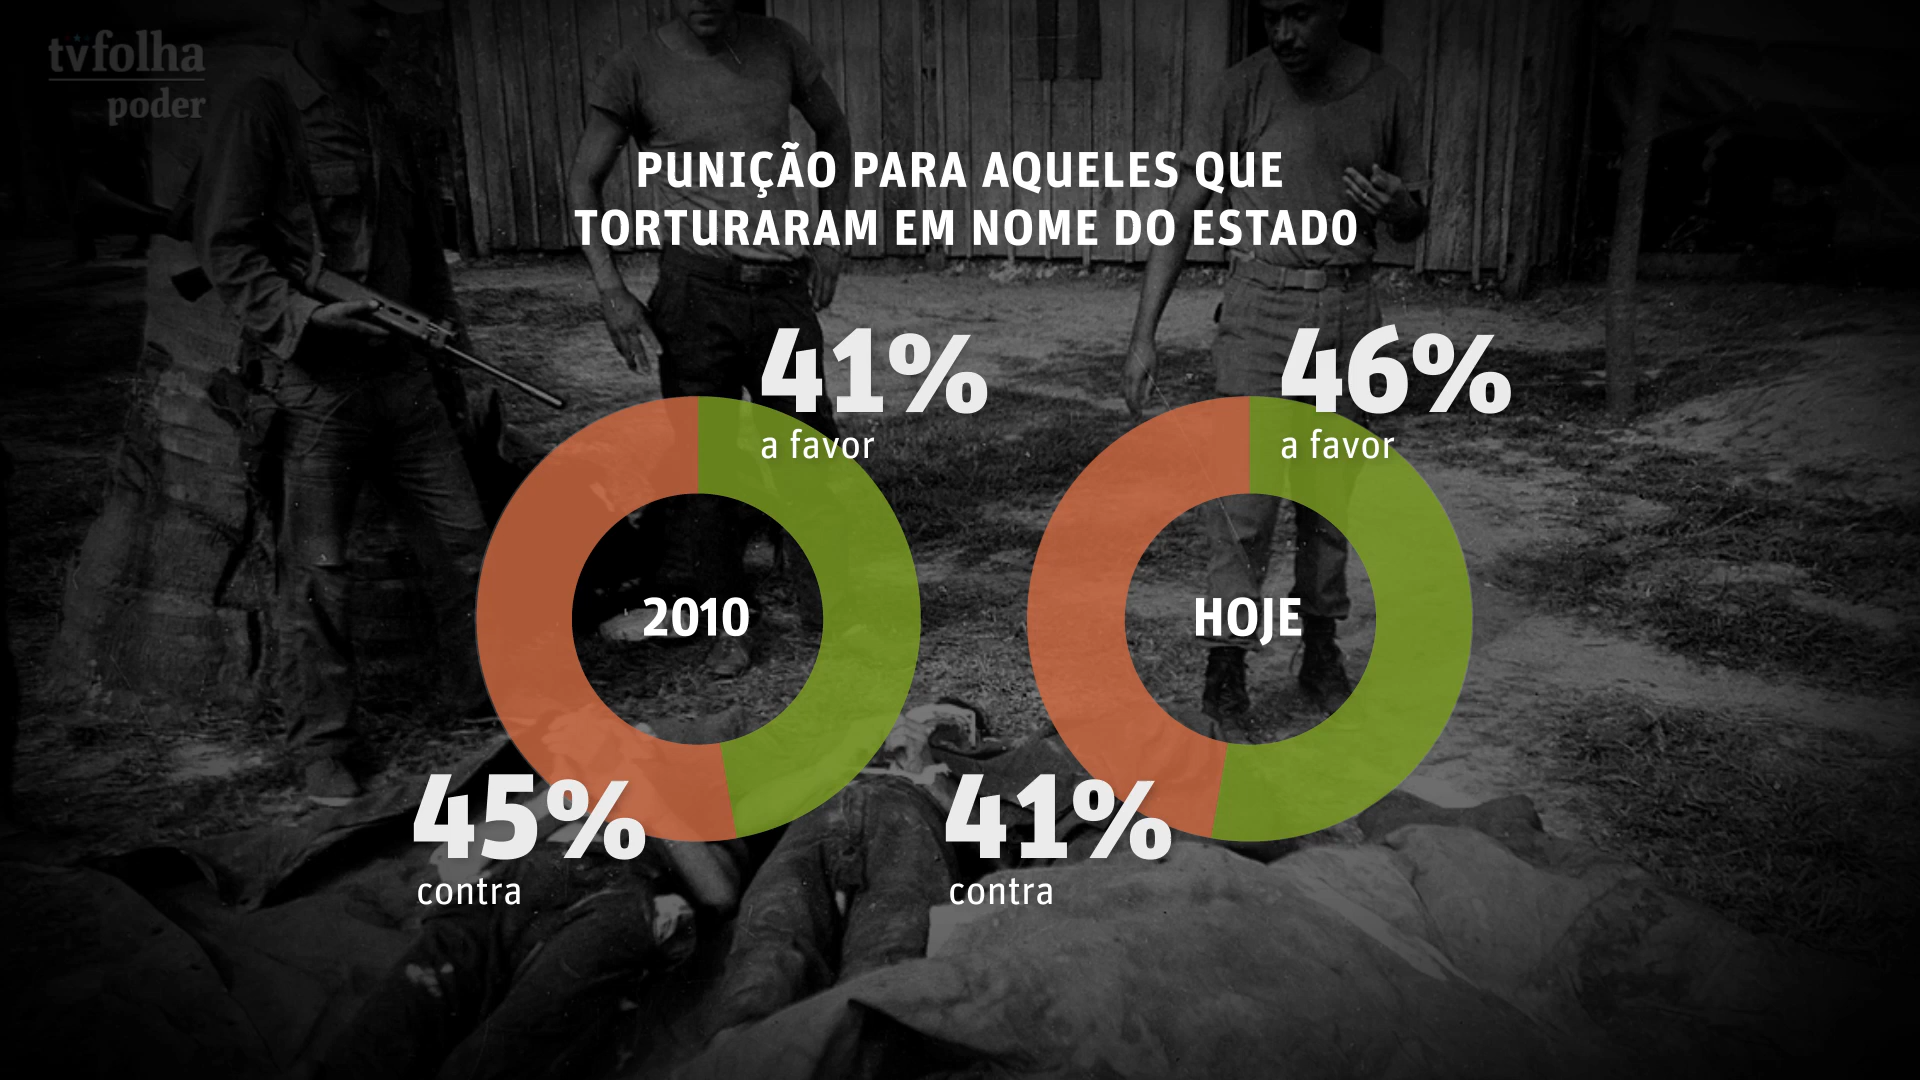 tvfolha
poder
PUNIÇÃO PARA AQUELES QUE
TORTURARAM EM NOME DO ESTADO
41%
a favor
2010
45%
contra
46%
a favor
HOJE
41%
contra